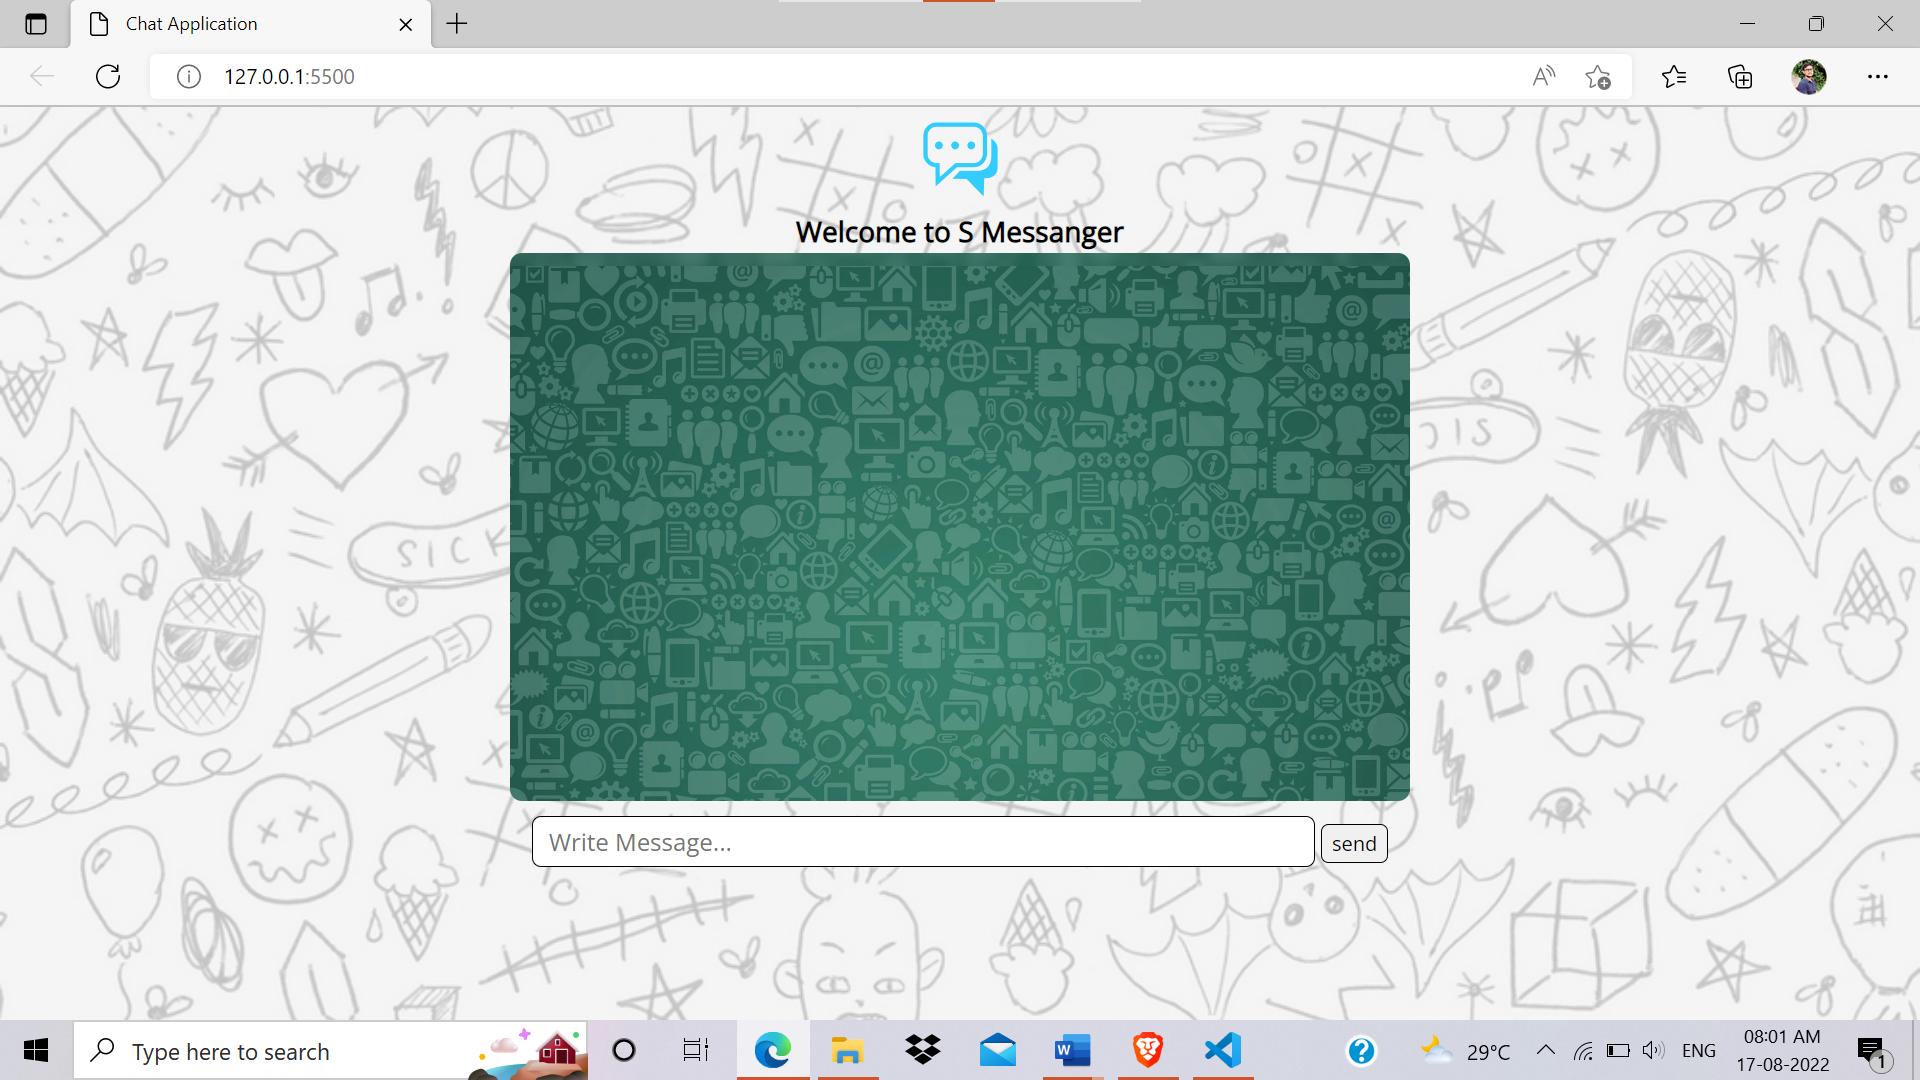 Chat Application
127.0.0.1:5500
Welcome to S Messanger
SICK
Write Message...
send
Type here to search
29°C
ENG
08:01 AM
17-08-2022
1